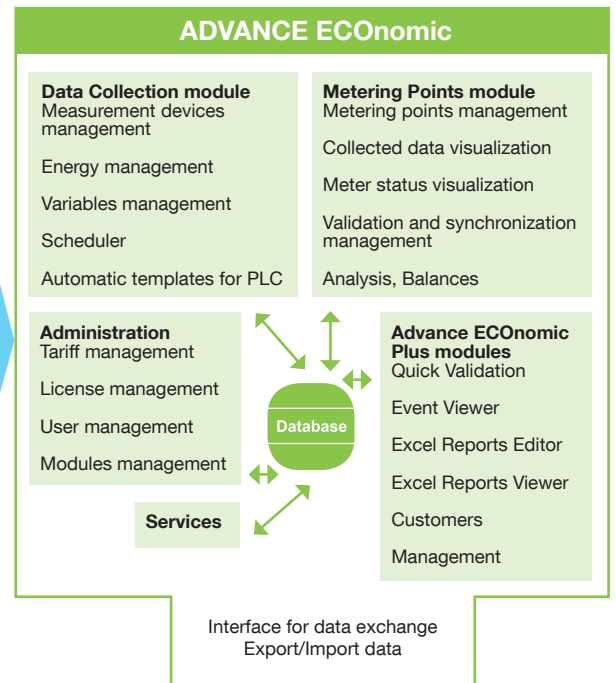 ADVANCE ECOnomic
Data Collection module
Measurement devices
management
Energy management
Variables management
Scheduler
Automatic templates for PLC
Metering Points module
Metering points management
Collected data visualization
Meter status visualization
Validation and synchronization
management
Analysis, Balances
Administration
Tariff management
License management
User management
Modules management
Database
Advance ECOnomic
Plus modules
Quick Validation
Event Viewer
Excel Reports Editor
Excel Reports Viewer
Customers
Management
Services
Interface for data exchange
Export/Import data